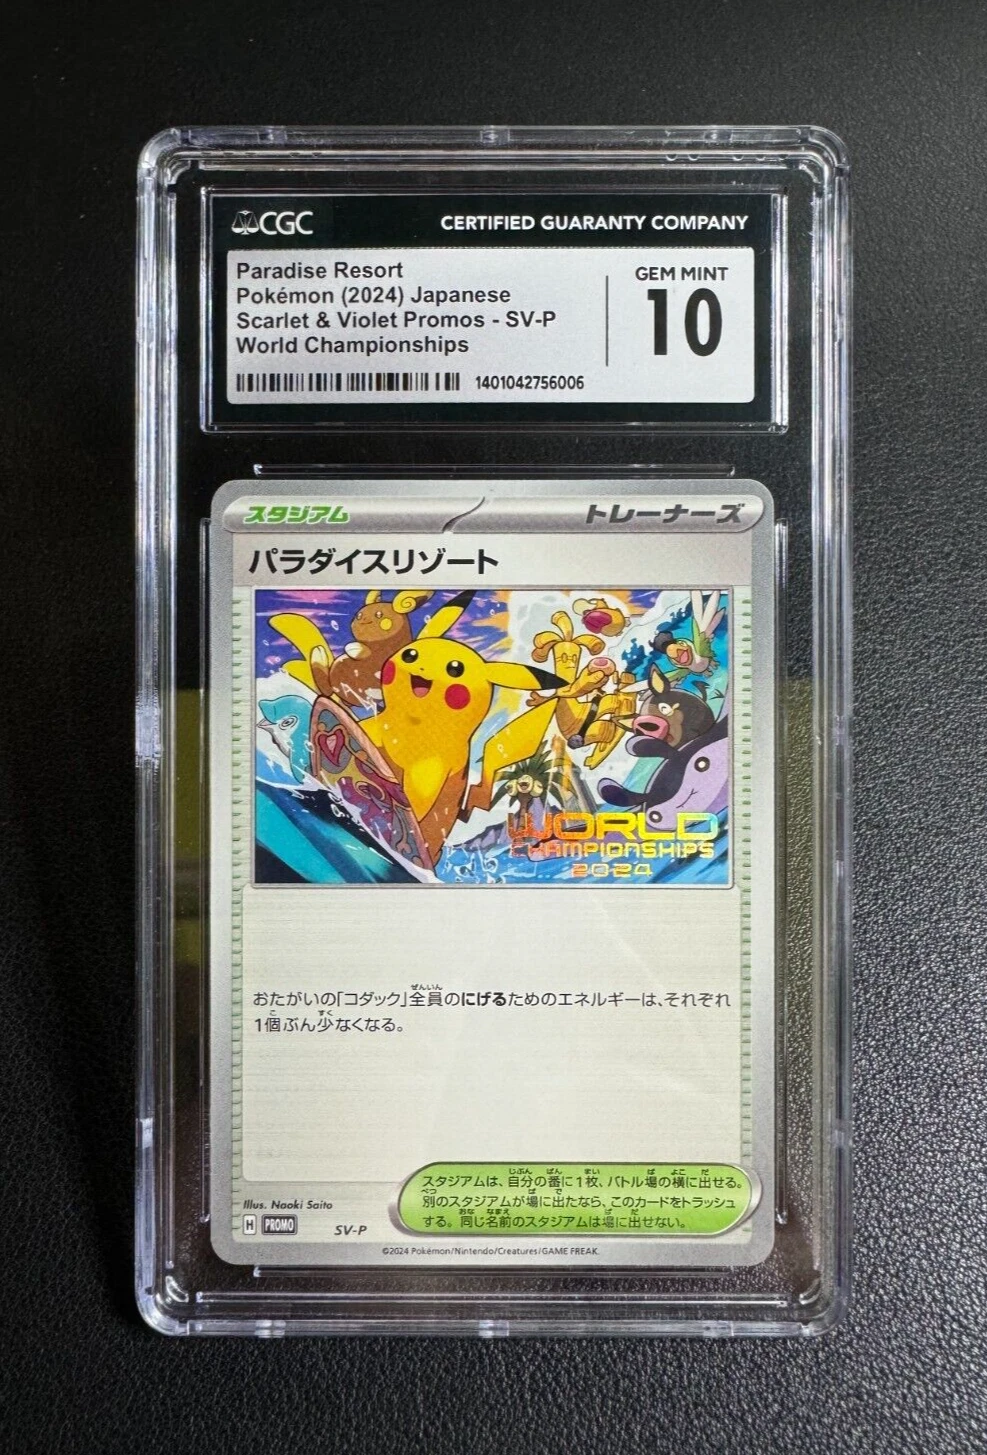 CGC
CERTIFIED GUARANTY COMPANY
Paradise Resort
Pokémon (2024) Japanese
Scarlet & Violet Promos - SV-P
World Championships
1401042756006
GEM MINT
10
スタジアム
トレーナーズ
パラダイスリゾート
WORLD
CHAMPIONSHIPS
2024
おたがいの「コダック」全員のにげるためのエネルギーは、それぞれ
1個ぶん少なくなる。
スタジアムは、自分の番に1枚、バトル場の横に出せる。
別のスタジアムが場に出たなら、このカードをトラッシュ
する。同じ名前のスタジアムは場に出せない。
Illus. Naoki Saito
H PROMO SV-P
©2024 Pokémon/Nintendo/Creatures/GAME FREAK.